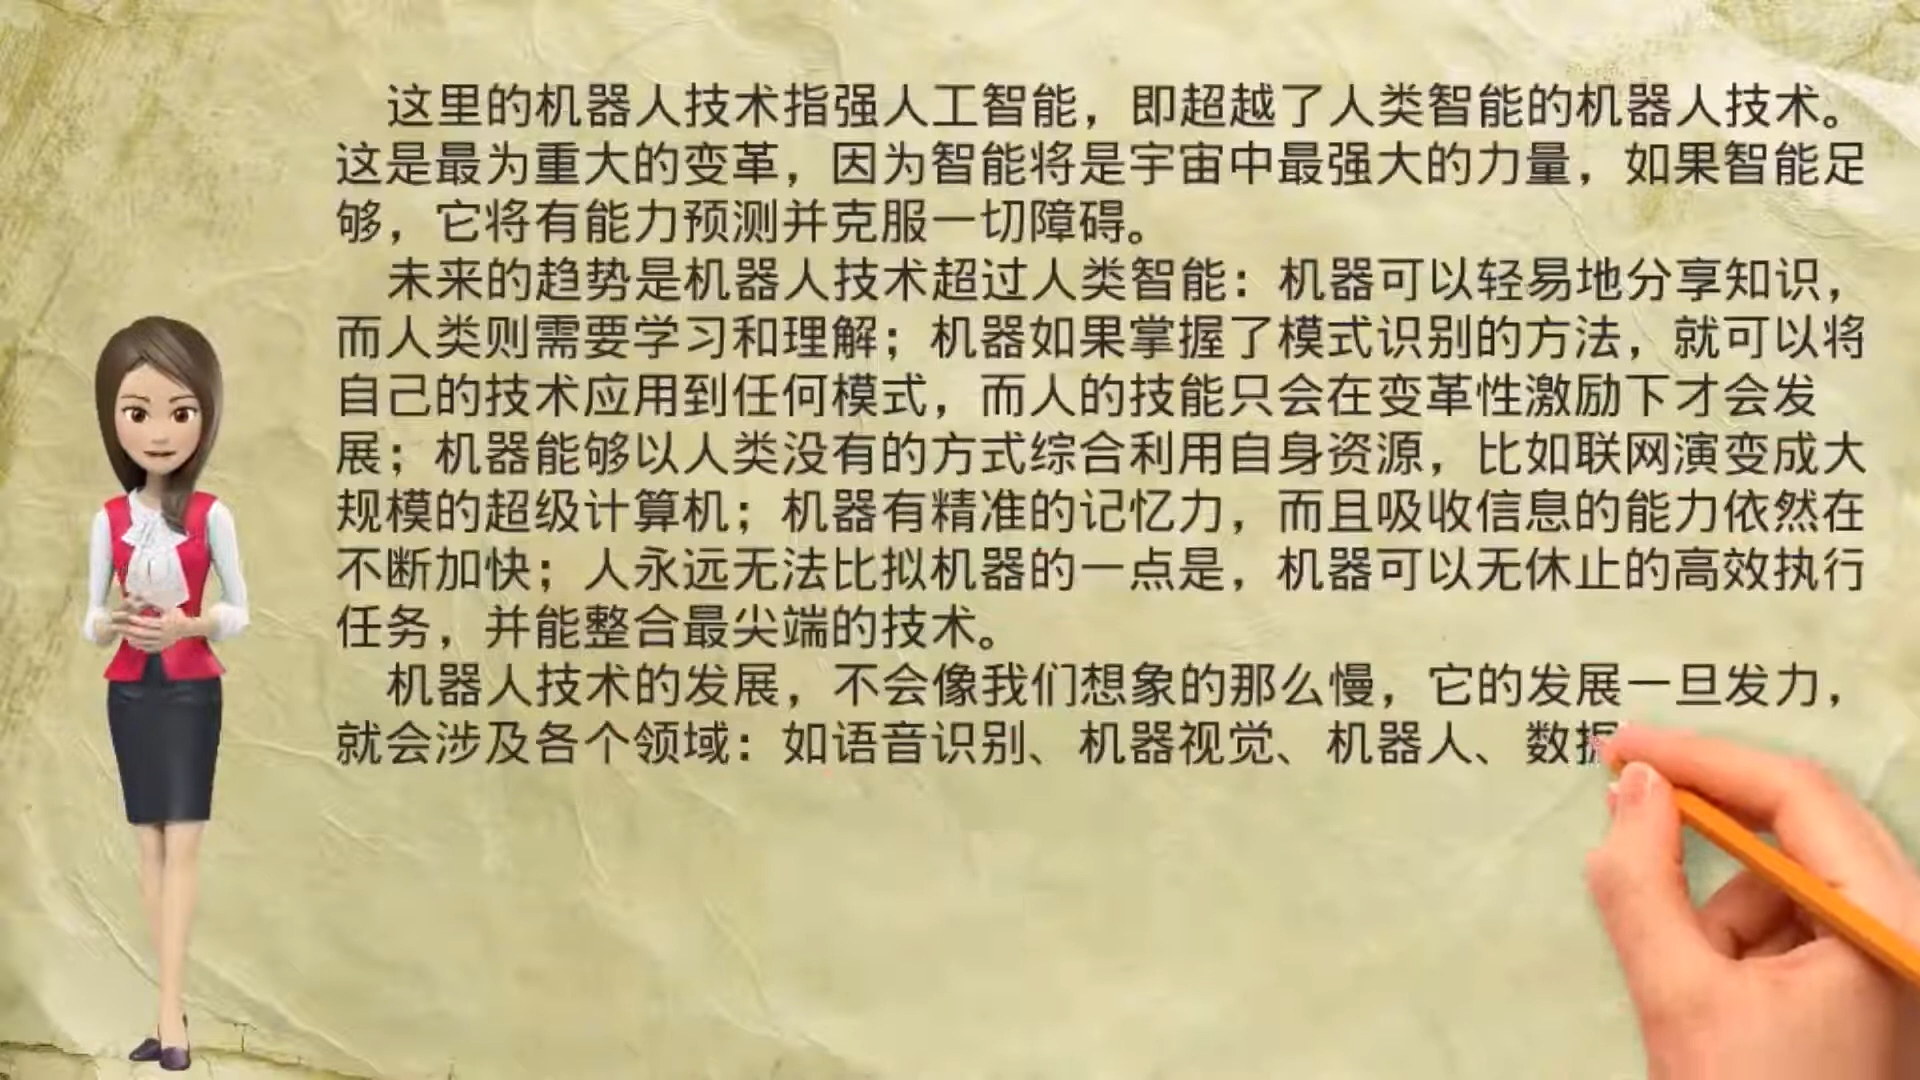 这里的机器人技术指强人工智能，即超越了人类智能的机器人技术。
这是最为重大的变革，因为智能将是宇宙中最强大的力量，如果智能足
够，它将有能力预测并克服一切障碍。
未来的趋势是机器人技术超过人类智能：机器可以轻易地分享知识，
而人类则需要学习和理解；机器如果掌握了模式识别的方法，就可以将
自己的技术应用到任何模式，而人的技能只会在变革性激励下才会发
展；机器能够以人类没有的方式综合利用自身资源，比如联网演变成大
规模的超级计算机；机器有精准的记忆力，而且吸收信息的能力依然在
不断加快；人永远无法比拟机器的一点是，机器可以无休止的高效执行
任务，并能整合最尖端的技术。
机器人技术的发展，不会像我们想象的那么慢，它的发展一旦发力，
就会涉及各个领域：如语音识别、机器视觉、机器人、数